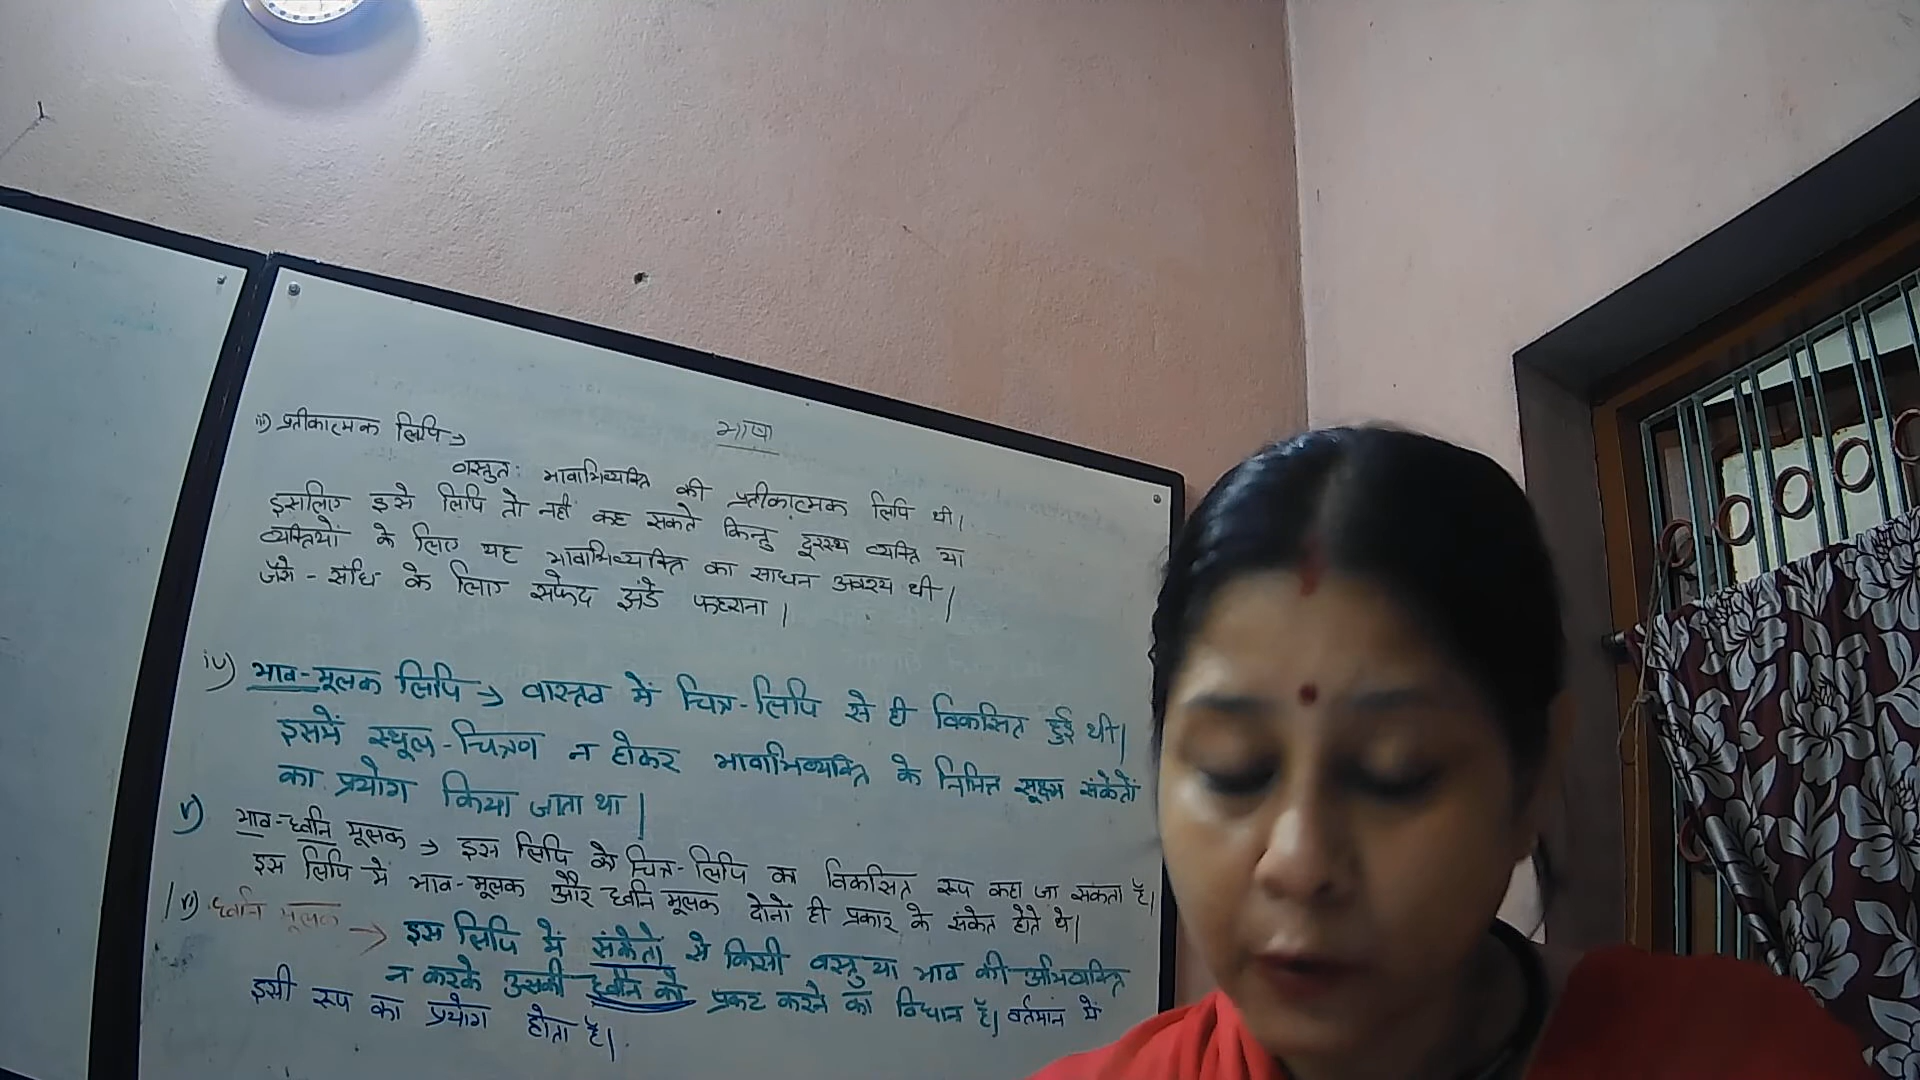 भाषा
iii) प्रतीकात्मक लिपि →
वस्तुतः भावाभिव्यक्ति की प्रतीकात्मक लिपि थी।
इसलिए इसे लिपि तो नहीं कह सकते किन्तु दूरस्थ व्यक्ति या
व्यक्तियों के लिए यह भावाभिव्यक्ति का साधन अवश्य थी।
जैसे - संधि के लिए सफेद झंडे फहराना।
iv) भाव-मूलक लिपि → वास्तव में चित्र-लिपि से ही विकसित हुई थी।
इसमें स्थूल-चित्रण न होकर भावाभिव्यक्ति के निमित्त सूक्ष्म संकेतों
का प्रयोग किया जाता था।
v) भाव-ध्वनि मूलक → इस लिपि को चित्र-लिपि का विकसित रूप कहा जा सकता है।
इस लिपि में भाव-मूलक और ध्वनि मूलक दोनों ही प्रकार के संकेत होते थे।
vi) ध्वनि मूलक → इस लिपि में संकेतो से किसी वस्तु या भाव की अभिव्यक्ति
न करके उसकी ध्वनि को प्रकट करने का विधान है। वर्तमान में
इसी रूप का प्रयोग होता है।